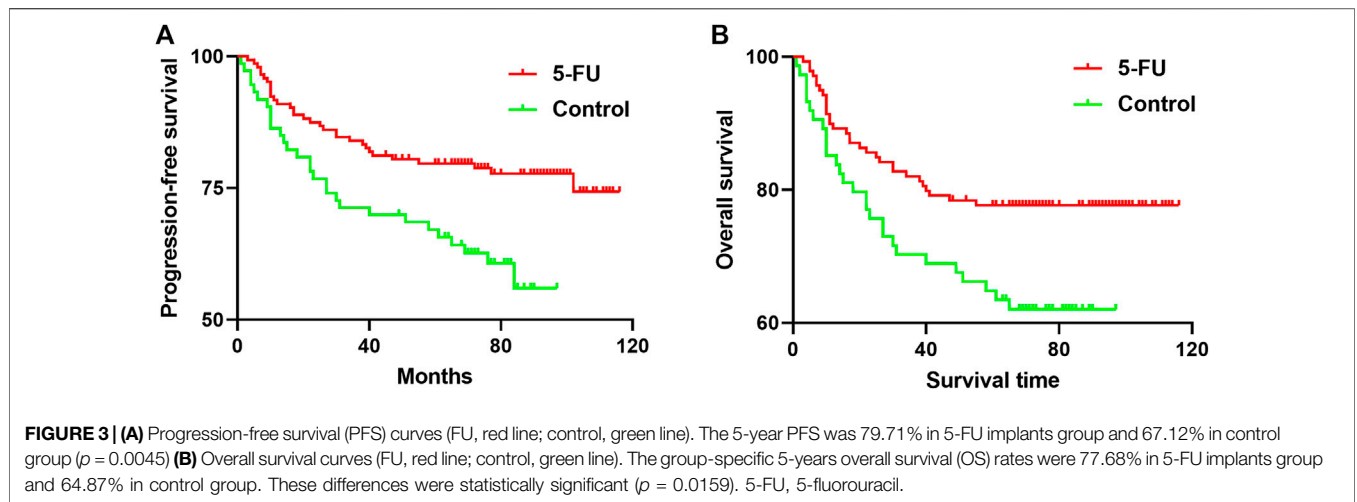 A
100
75
50
Progression-free survival
5-FU
Control
0 40 80 120
Months
B
100
80
60
Overall survival
5-FU
Control
0 40 80 120
Survival time
FIGURE 3 | (A) Progression-free survival (PFS) curves (FU, red line; control, green line). The 5-year PFS was 79.71% in 5-FU implants group and 67.12% in control
group (p = 0.0045) (B) Overall survival curves (FU, red line; control, green line). The group-specific 5-years overall survival (OS) rates were 77.68% in 5-FU implants group
and 64.87% in control group. These differences were statistically significant (p = 0.0159). 5-FU, 5-fluorouracil.